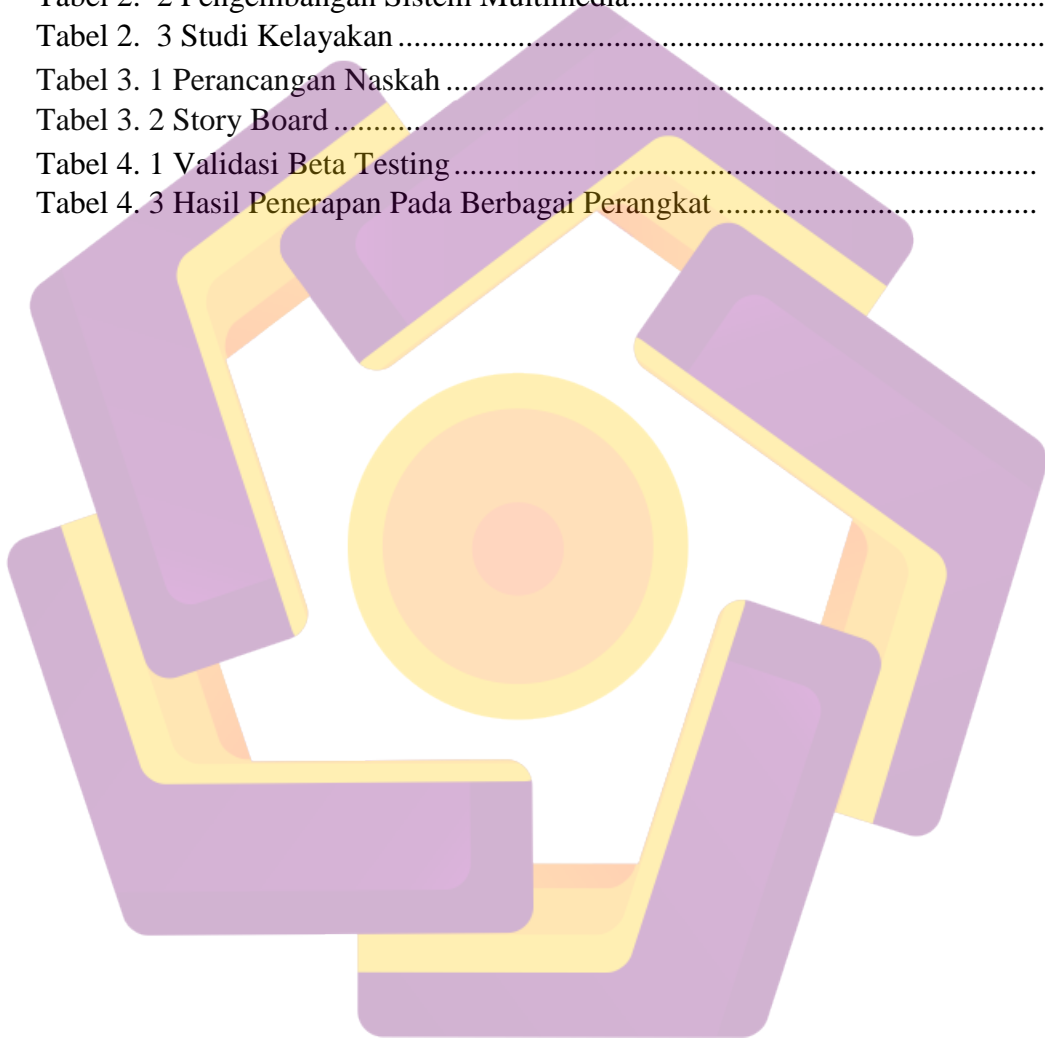 Tabel 2. 2 Pengembangan Sistem Multimedia..............................................
Tabel 2. 3 Studi Kelayakan..............................................................................
Tabel 3. 1 Perancangan Naskah........................................................................
Tabel 3. 2 Story Board......................................................................................
Tabel 4. 1 Validasi Beta Testing.......................................................................
Tabel 4. 3 Hasil Penerapan Pada Berbagai Perangkat.......................................